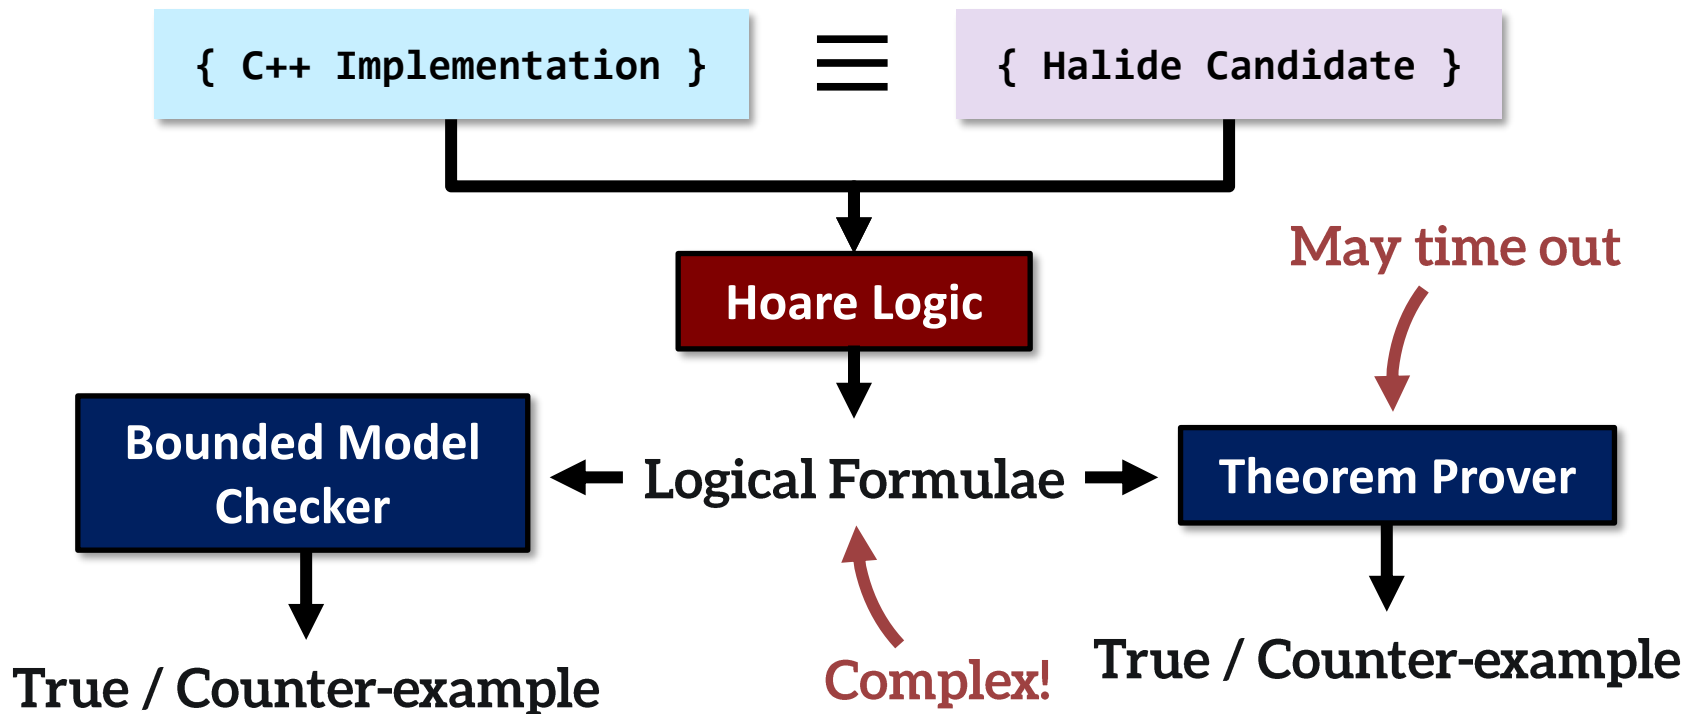 { C++ Implementation }
≡
{ Halide Candidate }
Hoare Logic
May time out
Bounded Model
Checker
Logical Formulae
Theorem Prover
True / Counter-example
Complex!
True / Counter-example